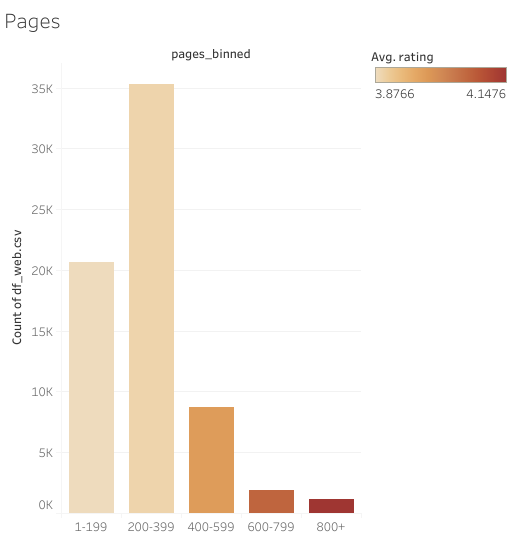 Pages
pages_binned
Avg. rating
3.8766 4.1476
Count of df_web.csv
35K
30K
25K
20K
15K
10K
5K
0K
1-199 200-399 400-599 600-799 800+